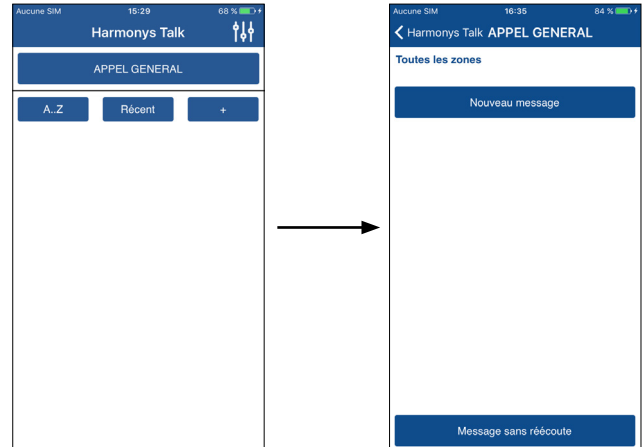 Aucune SIM 15:29 68 %
Harmonys Talk
APPEL GENERAL
A..Z Récent +
Aucune SIM 16:35 84 %
Harmonys Talk APPEL GENERAL
Toutes les zones
Nouveau message
Message sans réécoute